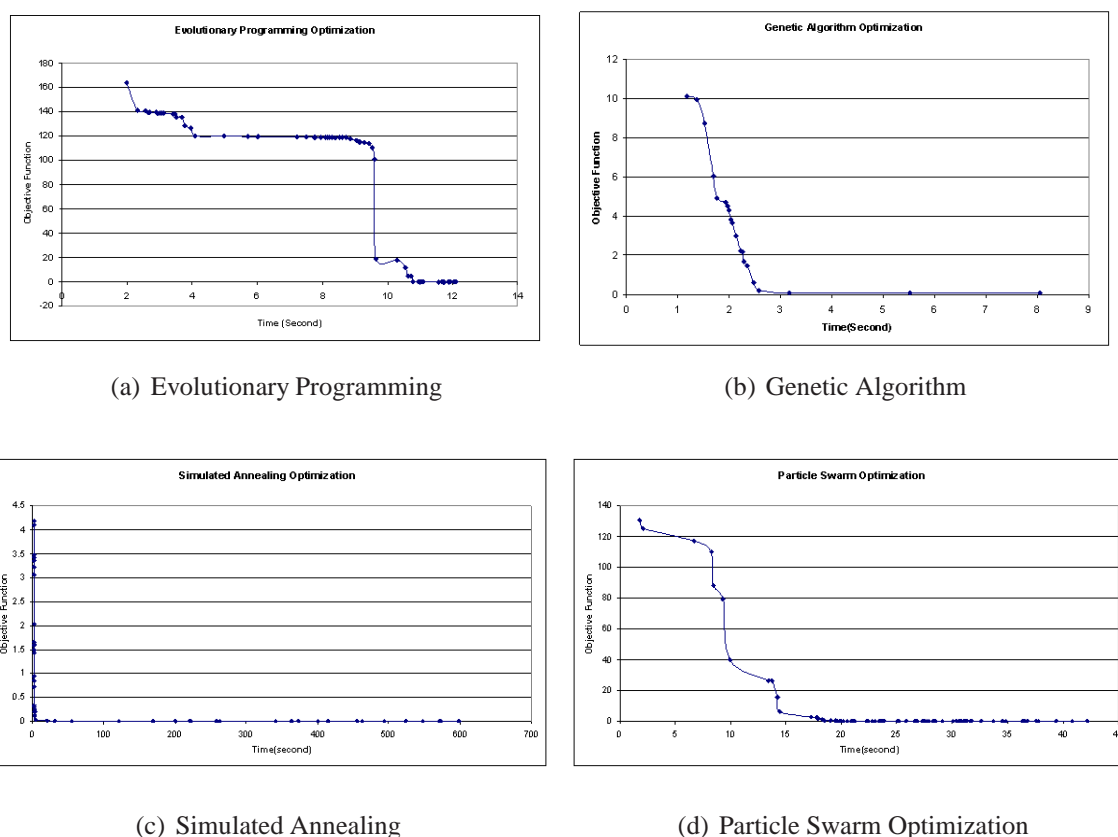 Evolutionary Programming Optimization
180
160
140
120
100
80
60
40
20
0
-20
0 2 4 6 8 10 12 14
Objective Function
Time (Second)
(a) Evolutionary Programming
Genetic Algorithm Optimization
12
10
8
6
4
2
0
0 1 2 3 4 5 6 7 8 9
Objective Function
Time(Second)
(b) Genetic Algorithm
Simulated Annealing Optimization
4.5
4
3.5
3
2.5
2
1.5
1
0.5
0
0 100 200 300 400 500 600 700
Objective Function
Time(second)
(c) Simulated Annealing
Particle Swarm Optimization
140
120
100
80
60
40
20
0
0 5 10 15 20 25 30 35 40
Objective Function
Time(second)
(d) Particle Swarm Optimization